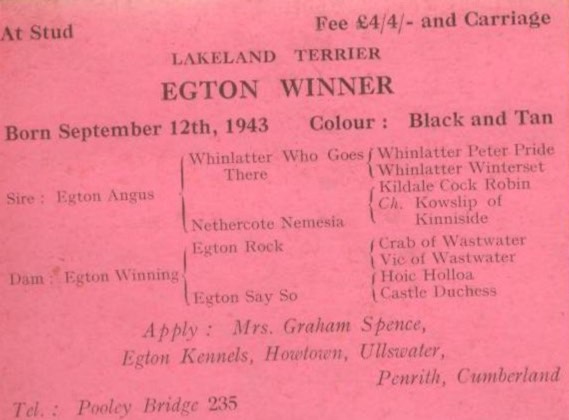 At Stud Fee £4/4/- and Carriage
LAKELAND TERRIER
EGTON WINNER
Born September 12th, 1943 Colour : Black and Tan
Whinlatter Who Goes Whinlatter Peter Pride
There Whinlatter Winterset
Sire : Egton Angus Kildale Cock Robin
Ch. Kowslip of
Nethercote Nemesia Kinniside
Egton Rock Crab of Wastwater
Vic of Wastwater
Dam : Egton Winning Hoic Holloa
Egton Say So Castle Duchess
Apply : Mrs. Graham Spence,
Egton Kennels, Howtown, Ullswater,
Penrith, Cumberland
Tel. : Pooley Bridge 235